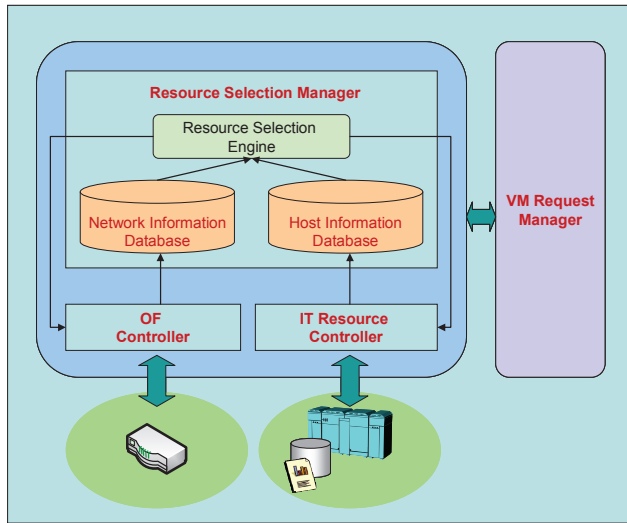 Resource Selection Manager
Resource Selection
Engine
Network Information
Database
Host Information
Database
VM Request
Manager
OF
Controller
IT Resource
Controller